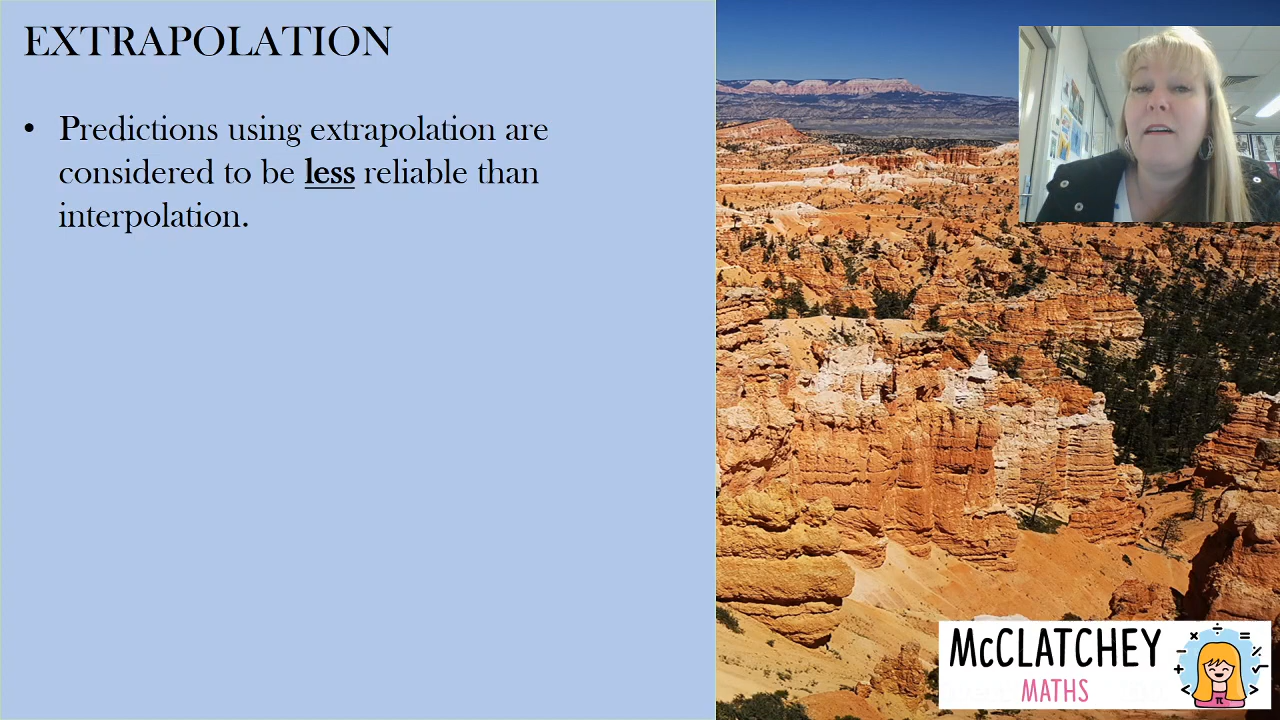 EXTRAPOLATION
• Predictions using extrapolation are
considered to be less reliable than
interpolation.
McCLATCHEY
MATHS